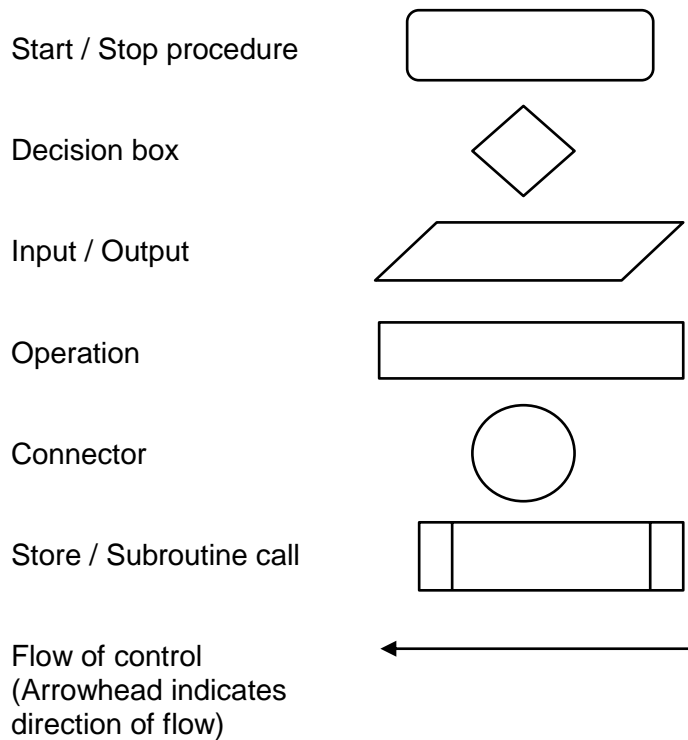 Start / Stop procedure
Decision box
Input / Output
Operation
Connector
Store / Subroutine call
Flow of control
(Arrowhead indicates
direction of flow)